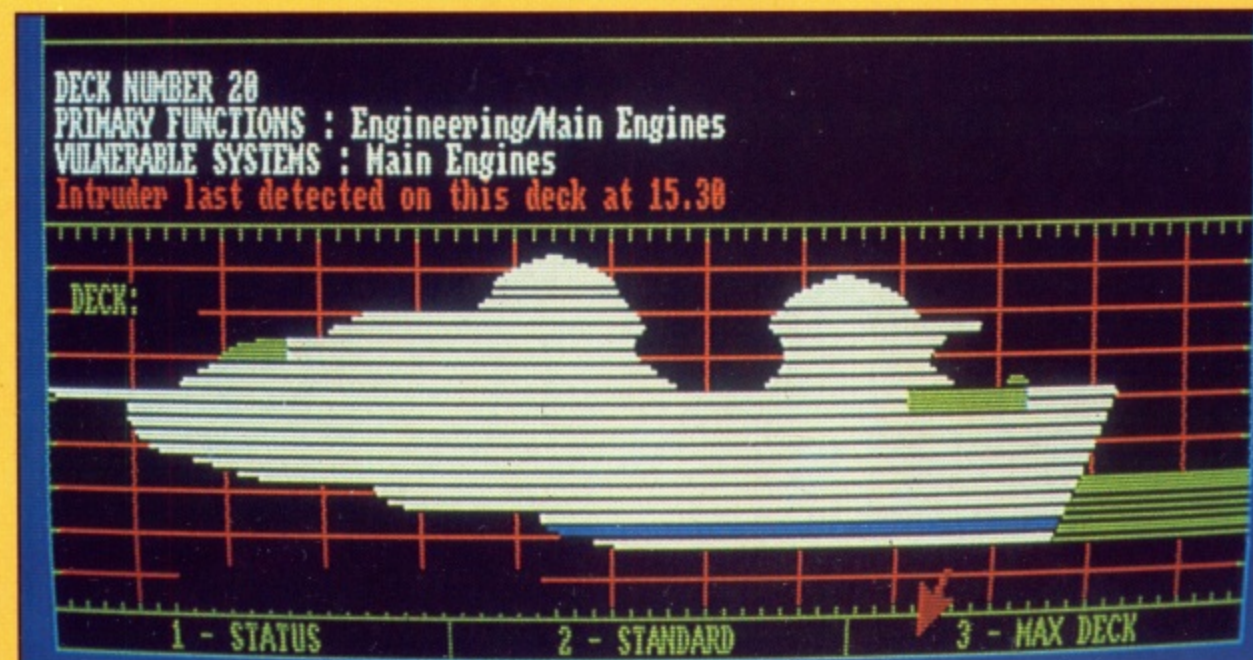 DECK NUMBER 20
PRIMARY FUNCTIONS : Engineering/Main Engines
VULNERABLE SYSTEMS : Main Engines
Intruder last detected on this deck at 15.30
DECK:
1 - STATUS
2 - STANDARD
3 - MAX DECK